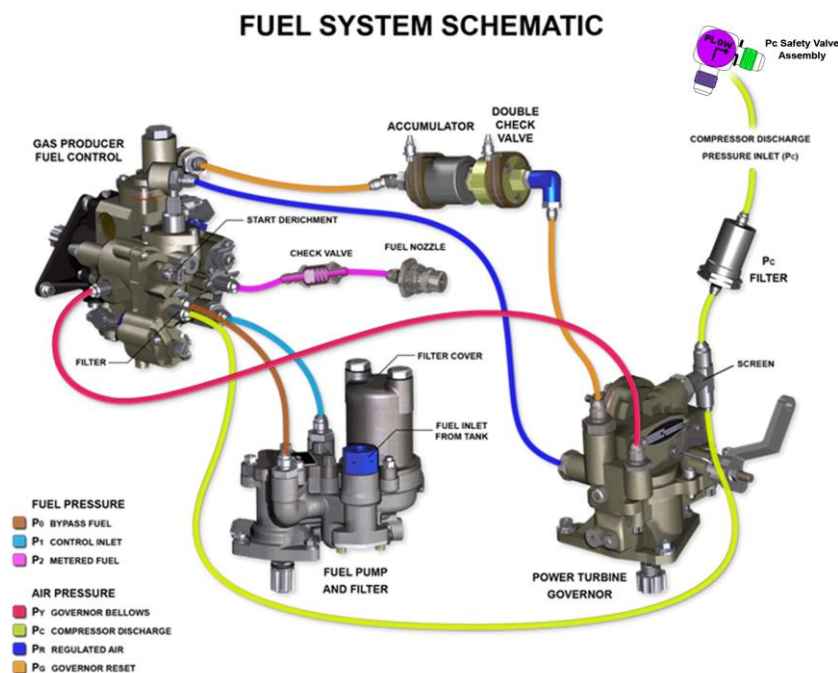 FUEL SYSTEM SCHEMATIC
FLOW
Pc Safety Valve
Assembly
GAS PRODUCER
FUEL CONTROL
ACCUMULATOR
DOUBLE
CHECK
VALVE
COMPRESSOR DISCHARGE
PRESSURE INLET (PC)
START DERICHMENT
CHECK VALVE
FUEL NOZZLE
PC
FILTER
FILTER
FILTER COVER
SCREEN
FUEL INLET
FROM TANK
FUEL PRESSURE
P0 BYPASS FUEL
P1 CONTROL INLET
P2 METERED FUEL
FUEL PUMP
AND FILTER
POWER TURBINE
GOVERNOR
AIR PRESSURE
PY GOVERNOR BELLOWS
PC COMPRESSOR DISCHARGE
PR REGULATED AIR
PG GOVERNOR RESET